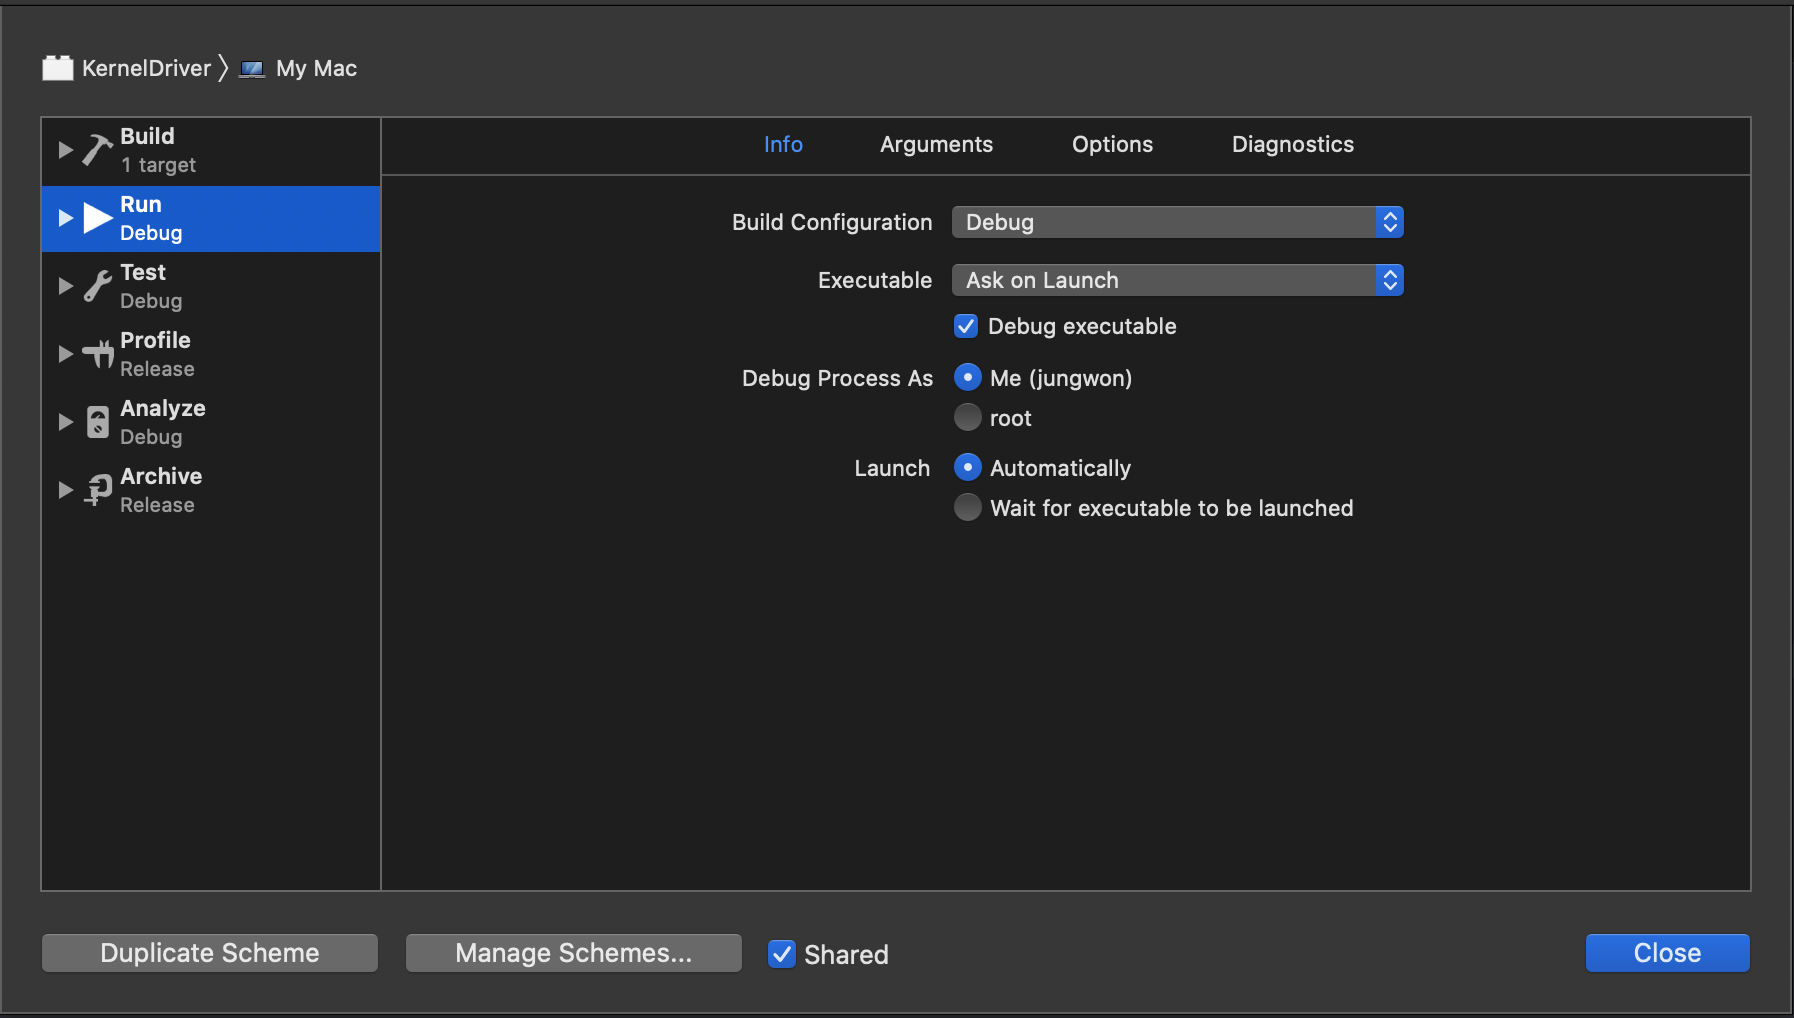 KernelDriver 〉 My Mac
Build
1 target
Run
Debug
Test
Debug
Profile
Release
Analyze
Debug
Archive
Release
Info Arguments Options Diagnostics
Build Configuration Debug
Executable Ask on Launch
Debug executable
Debug Process As Me (jungwon)
root
Launch Automatically
Wait for executable to be launched
Duplicate Scheme Manage Schemes... Shared Close